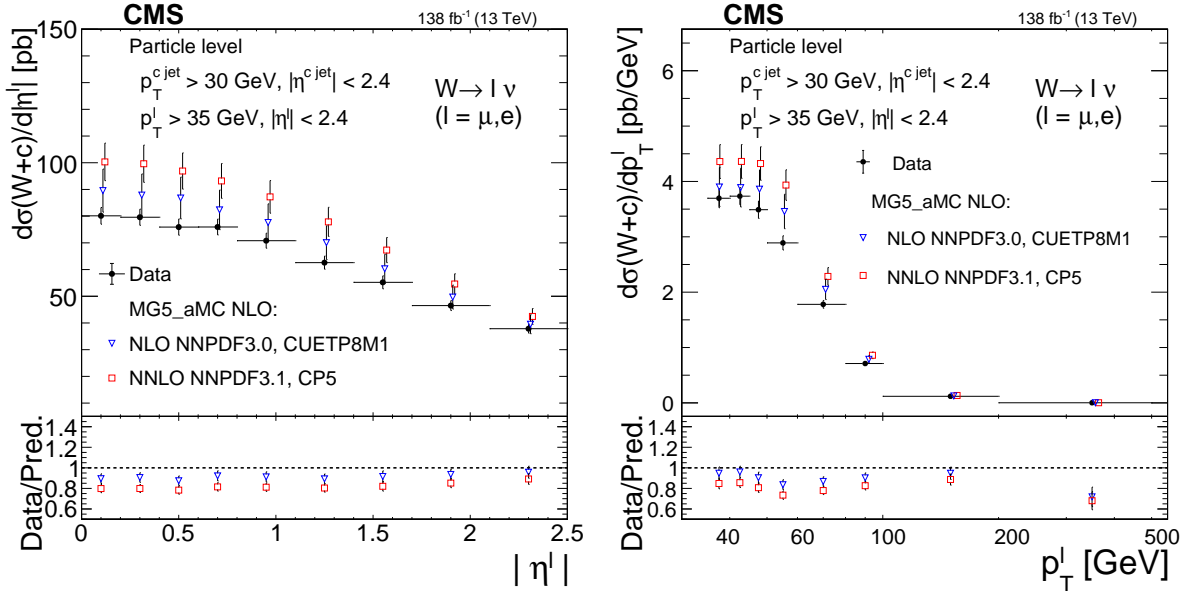 CMS
138 fb⁻¹ (13 TeV)
dσ(W+c)/d|η^l| [pb]
150
100
50
Particle level
p_T^{c jet} > 30 GeV, |η^{c jet}| < 2.4
p_T^l > 35 GeV, |η^l| < 2.4
W→ l ν
(l = μ,e)
Data
MG5_aMC NLO:
NLO NNPDF3.0, CUETP8M1
NNLO NNPDF3.1, CP5
Data/Pred.
1.4
1.2
1
0.8
0.6
0 0.5 1 1.5 2 2.5
| η^l |
CMS
138 fb⁻¹ (13 TeV)
dσ(W+c)/dp_T^l [pb/GeV]
6
4
2
0
Particle level
p_T^{c jet} > 30 GeV, |η^{c jet}| < 2.4
p_T^l > 35 GeV, |η^l| < 2.4
W→ l ν
(l = μ,e)
Data
MG5_aMC NLO:
NLO NNPDF3.0, CUETP8M1
NNLO NNPDF3.1, CP5
Data/Pred.
1.4
1.2
1
0.8
0.6
40 60 100 200 500
p_T^l [GeV]